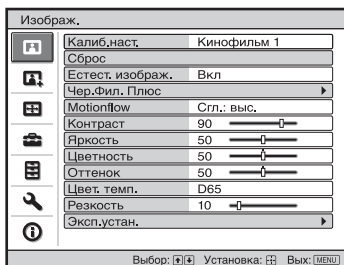 Изображ.
Калиб.наст. Кинофильм 1
Сброс
Естест. изображ. Вкл
Чер.Фил. Плюс
Motionflow Сгл.: выс.
Контраст 90
Яркость 50
Цветность 50
Оттенок 50
Цвет. темп. D65
Резкость 10
Эксп.устан.
Выбор: Установка: Вых: MENU